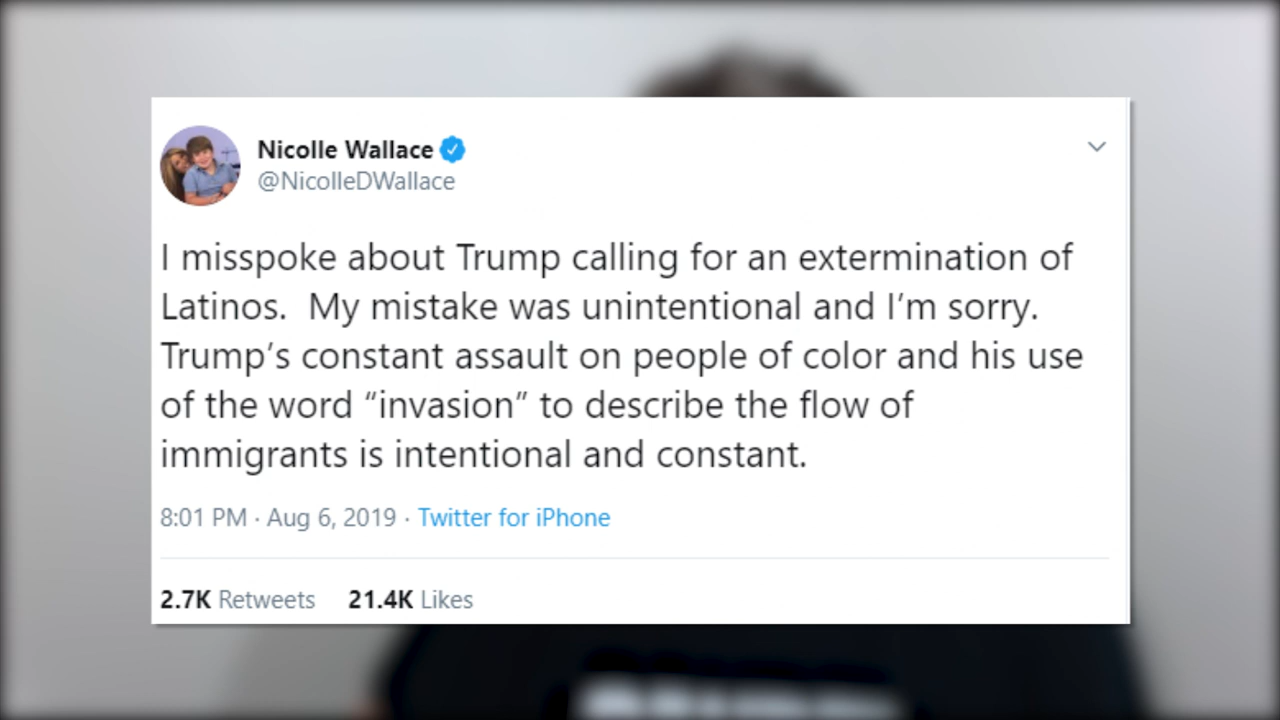 Nicolle Wallace
@NicolleDWallace
I misspoke about Trump calling for an extermination of
Latinos.  My mistake was unintentional and I’m sorry.
Trump’s constant assault on people of color and his use
of the word “invasion” to describe the flow of
immigrants is intentional and constant.
8:01 PM · Aug 6, 2019 · Twitter for iPhone
2.7K Retweets 21.4K Likes